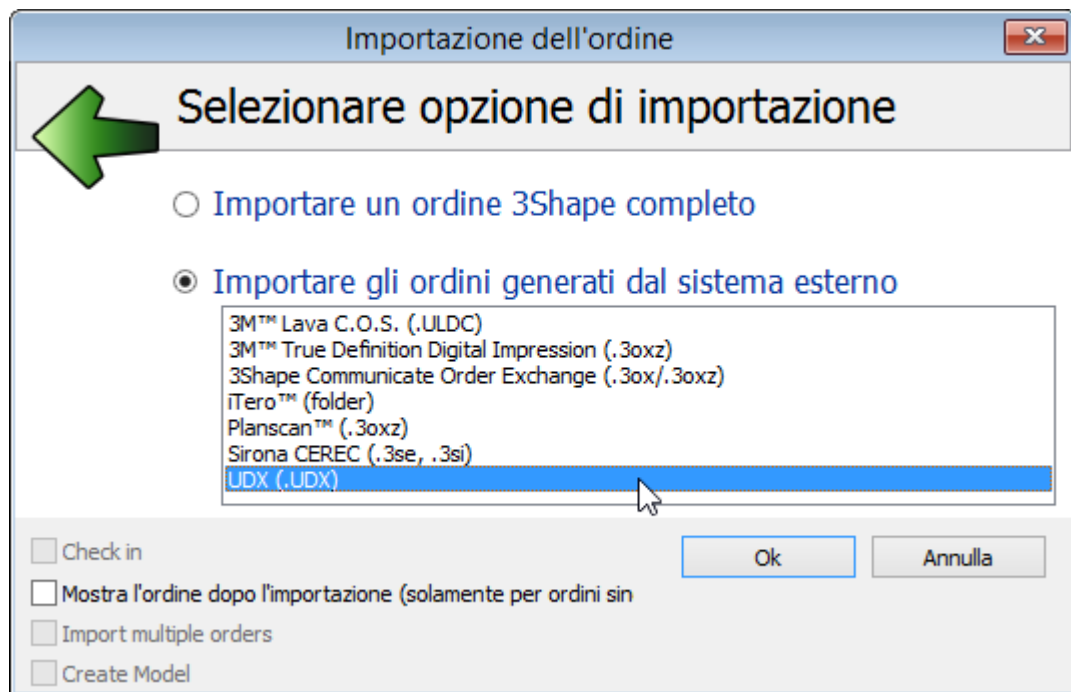 Importazione dell'ordine
Selezionare opzione di importazione
Importare un ordine 3Shape completo
Importare gli ordini generati dal sistema esterno
3M™ Lava C.O.S. (.ULDC)
3M™ True Definition Digital Impression (.3oxz)
3Shape Communicate Order Exchange (.3ox/.3oxz)
iTero™ (folder)
Planscan™ (.3oxz)
Sirona CEREC (.3se, .3si)
UDX (.UDX)
Check in
Ok
Annulla
Mostra l'ordine dopo l'importazione (solamente per ordini sin
Import multiple orders
Create Model